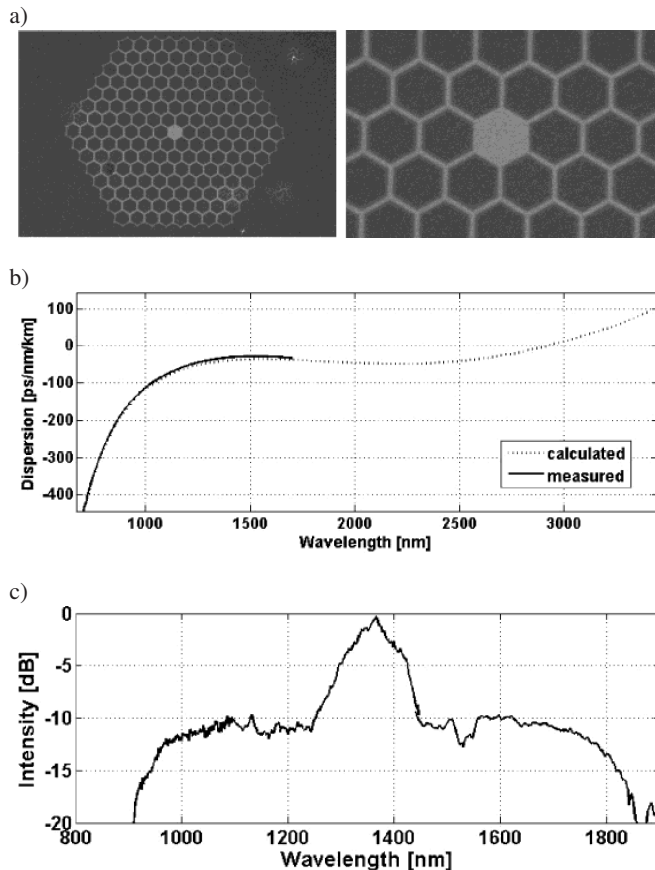 a)
b)
100
0
-100
-200
-300
-400
Dispersion [ps/nm/km]
calculated
measured
1000 1500 2000 2500 3000
Wavelength [nm]
c)
0
-5
-10
-15
-20
Intensity [dB]
800 1000 1200 1400 1600 1800
Wavelength [nm]